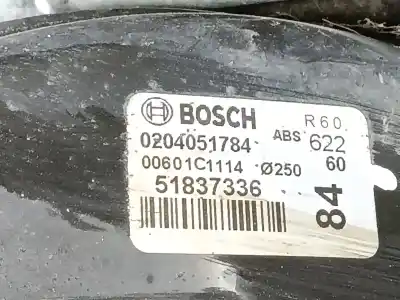 BOSCH R60
0204051784 ABS 622
00601C1114 Ø250 60
51837336
84